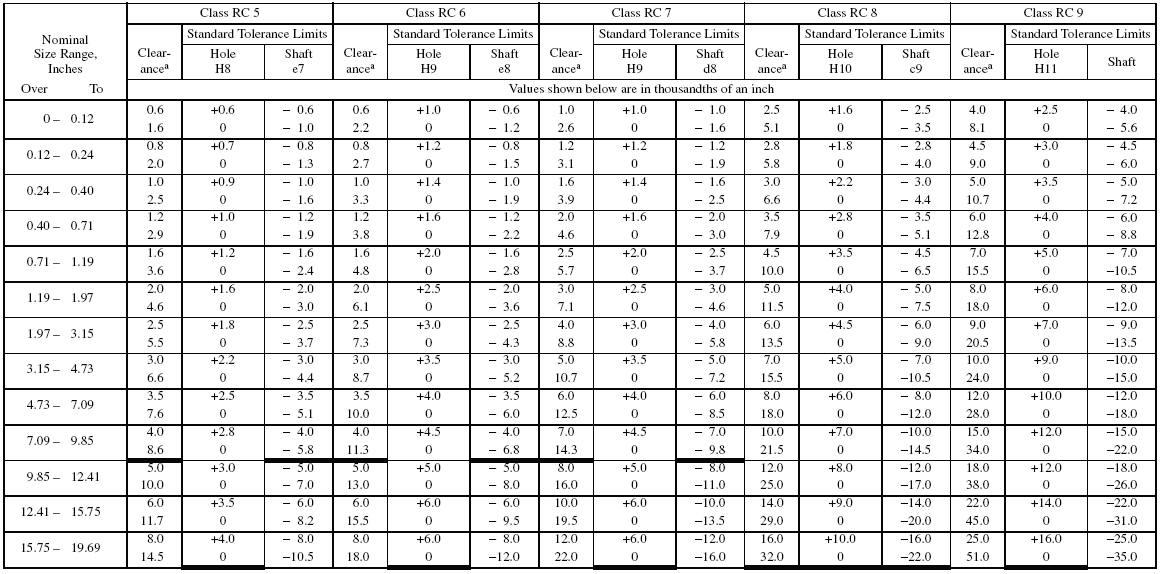 Class RC 5 Class RC 6 Class RC 7 Class RC 8 Class RC 9
Nominal Size Range, Inches Clear-anceª Standard Tolerance Limits Clear-anceª Standard Tolerance Limits Clear-anceª Standard Tolerance Limits Clear-anceª Standard Tolerance Limits Clear-anceª Standard Tolerance Limits
Hole H8 Shaft e7 Hole H9 Shaft e8 Hole H9 Shaft d8 Hole H10 Shaft c9 Hole H11 Shaft
Over To Values shown below are in thousandths of an inch
0 – 0.12 0.6 +0.6 – 0.6 0.6 +1.0 – 0.6 1.0 +1.0 – 1.0 2.5 +1.6 – 2.5 4.0 +2.5 – 4.0
1.6 0 – 1.0 2.2 0 – 1.2 2.6 0 – 1.6 5.1 0 – 3.5 8.1 0 – 5.6
0.12 – 0.24 0.8 +0.7 – 0.8 0.8 +1.2 – 0.8 1.2 +1.2 – 1.2 2.8 +1.8 – 2.8 4.5 +3.0 – 4.5
2.0 0 – 1.3 2.7 0 – 1.5 3.1 0 – 1.9 5.8 0 – 4.0 9.0 0 – 6.0
0.24 – 0.40 1.0 +0.9 – 1.0 1.0 +1.4 – 1.0 1.6 +1.4 – 1.6 3.0 +2.2 – 3.0 5.0 +3.5 – 5.0
2.5 0 – 1.6 3.3 0 – 1.9 3.9 0 – 2.5 6.6 0 – 4.4 10.7 0 – 7.2
0.40 – 0.71 1.2 +1.0 – 1.2 1.2 +1.6 – 1.2 2.0 +1.6 – 2.0 3.5 +2.8 – 3.5 6.0 +4.0 – 6.0
2.9 0 – 1.9 3.8 0 – 2.2 4.6 0 – 3.0 7.9 0 – 5.1 12.8 0 – 8.8
0.71 – 1.19 1.6 +1.2 – 1.6 1.6 +2.0 – 1.6 2.5 +2.0 – 2.5 4.5 +3.5 – 4.5 7.0 +5.0 – 7.0
3.6 0 – 2.4 4.8 0 – 2.8 5.7 0 – 3.7 10.0 0 – 6.5 15.5 0 –10.5
1.19 – 1.97 2.0 +1.6 – 2.0 2.0 +2.5 – 2.0 3.0 +2.5 – 3.0 5.0 +4.0 – 5.0 8.0 +6.0 – 8.0
4.6 0 – 3.0 6.1 0 – 3.6 7.1 0 – 4.6 11.5 0 – 7.5 18.0 0 –12.0
1.97 – 3.15 2.5 +1.8 – 2.5 2.5 +3.0 – 2.5 4.0 +3.0 – 4.0 6.0 +4.5 – 6.0 9.0 +7.0 – 9.0
5.5 0 – 3.7 7.3 0 – 4.3 8.8 0 – 5.8 13.5 0 – 9.0 20.5 0 –13.5
3.15 – 4.73 3.0 +2.2 – 3.0 3.0 +3.5 – 3.0 5.0 +3.5 – 5.0 7.0 +5.0 – 7.0 10.0 +9.0 –10.0
6.6 0 – 4.4 8.7 0 – 5.2 10.7 0 – 7.2 15.5 0 –10.5 24.0 0 –15.0
4.73 – 7.09 3.5 +2.5 – 3.5 3.5 +4.0 – 3.5 6.0 +4.0 – 6.0 8.0 +6.0 – 8.0 12.0 +10.0 –12.0
7.6 0 – 5.1 10.0 0 – 6.0 12.5 0 – 8.5 18.0 0 –12.0 28.0 0 –18.0
7.09 – 9.85 4.0 +2.8 – 4.0 4.0 +4.5 – 4.0 7.0 +4.5 – 7.0 10.0 +7.0 –10.0 15.0 +12.0 –15.0
8.6 0 – 5.8 11.3 0 – 6.8 14.3 0 – 9.8 21.5 0 –14.5 34.0 0 –22.0
9.85 – 12.41 5.0 +3.0 – 5.0 5.0 +5.0 – 5.0 8.0 +5.0 – 8.0 12.0 +8.0 –12.0 18.0 +12.0 –18.0
10.0 0 – 7.0 13.0 0 – 8.0 16.0 0 –11.0 25.0 0 –17.0 38.0 0 –26.0
12.41 – 15.75 6.0 +3.5 – 6.0 6.0 +6.0 – 6.0 10.0 +6.0 –10.0 14.0 +9.0 –14.0 22.0 +14.0 –22.0
11.7 0 – 8.2 15.5 0 – 9.5 19.5 0 –13.5 29.0 0 –20.0 45.0 0 –31.0
15.75 – 19.69 8.0 +4.0 – 8.0 8.0 +6.0 – 8.0 12.0 +6.0 –12.0 16.0 +10.0 –16.0 25.0 +16.0 –25.0
14.5 0 –10.5 18.0 0 –12.0 22.0 0 –16.0 32.0 0 –22.0 51.0 0 –35.0